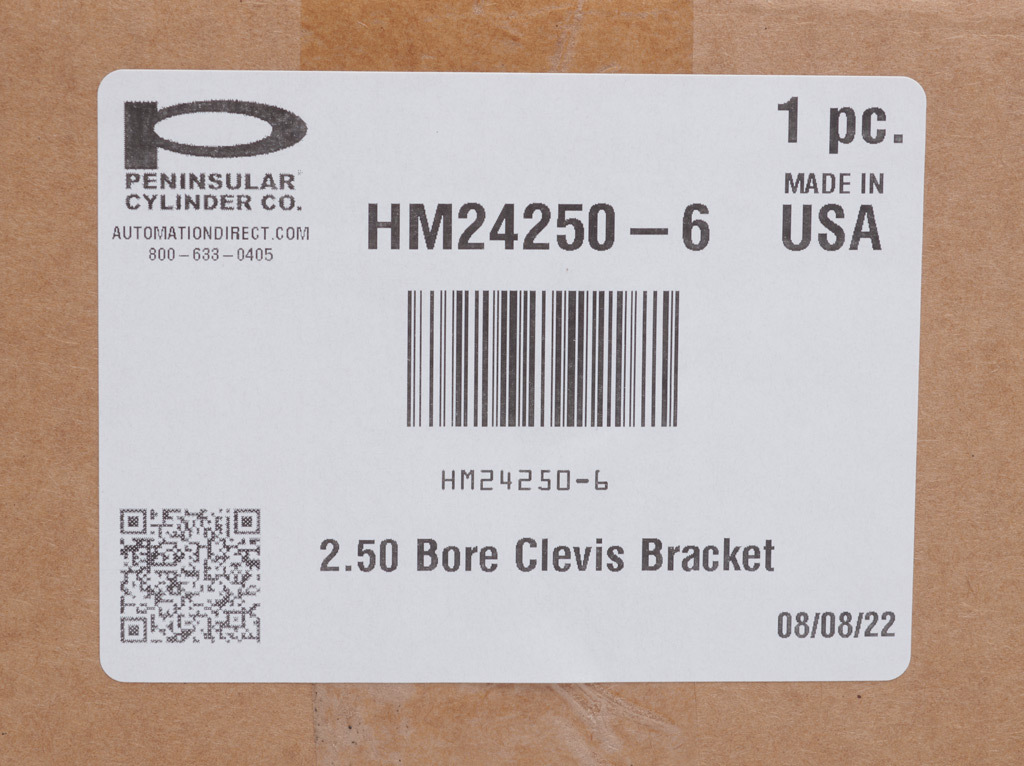 PENINSULAR
CYLINDER CO.
AUTOMATIONDIRECT.COM
800-633-0405
1 pc.
MADE IN
USA
HM24250-6
HM24250-6
2.50 Bore Clevis Bracket
08/08/22